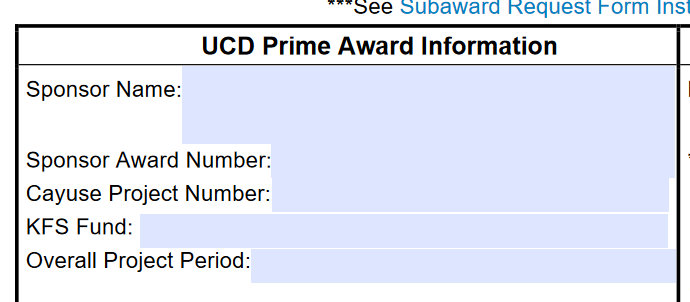 ***See Subaward Request Form Inst
UCD Prime Award Information
Sponsor Name:
Sponsor Award Number:
Cayuse Project Number:
KFS Fund:
Overall Project Period: